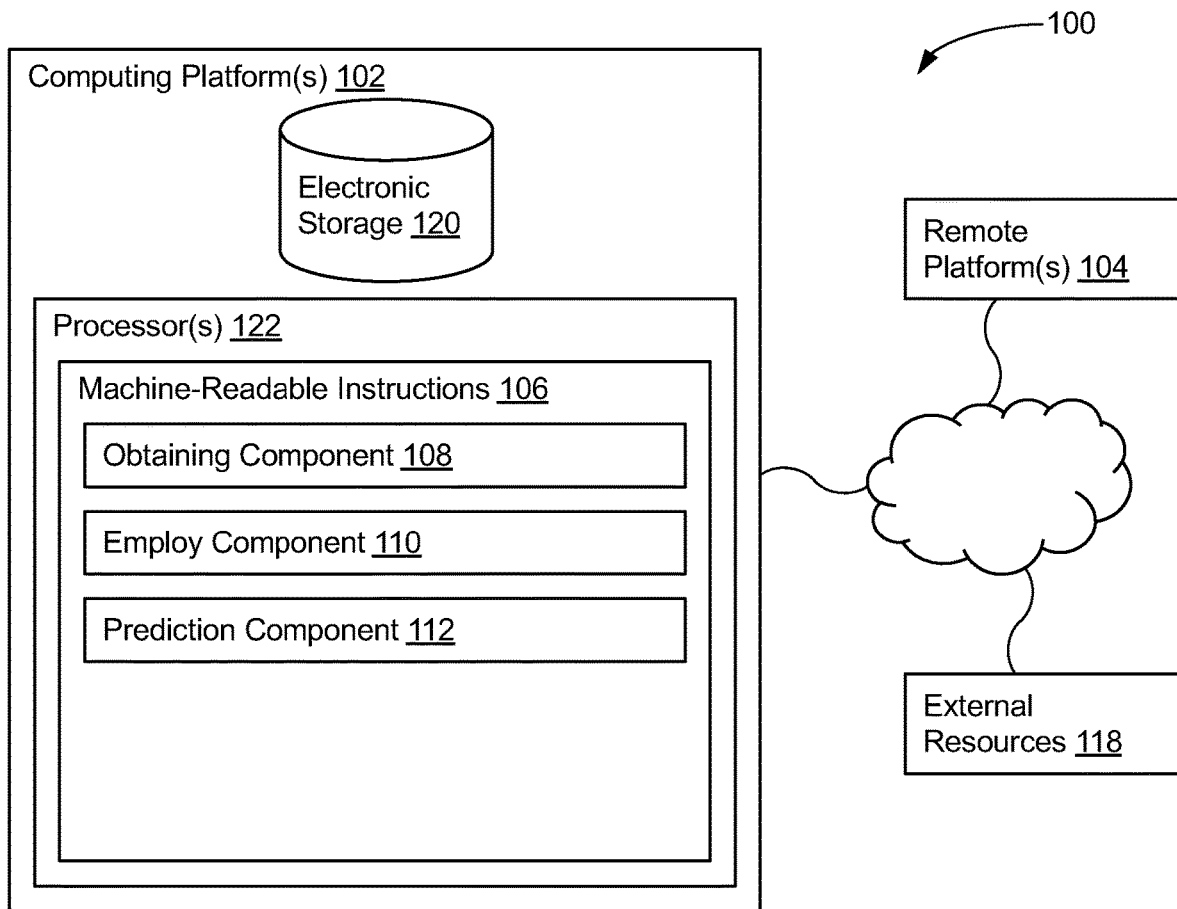 100
Computing Platform(s) 102
Electronic
Storage 120
Remote
Platform(s) 104
Processor(s) 122
Machine-Readable Instructions 106
Obtaining Component 108
Employ Component 110
Prediction Component 112
External
Resources 118